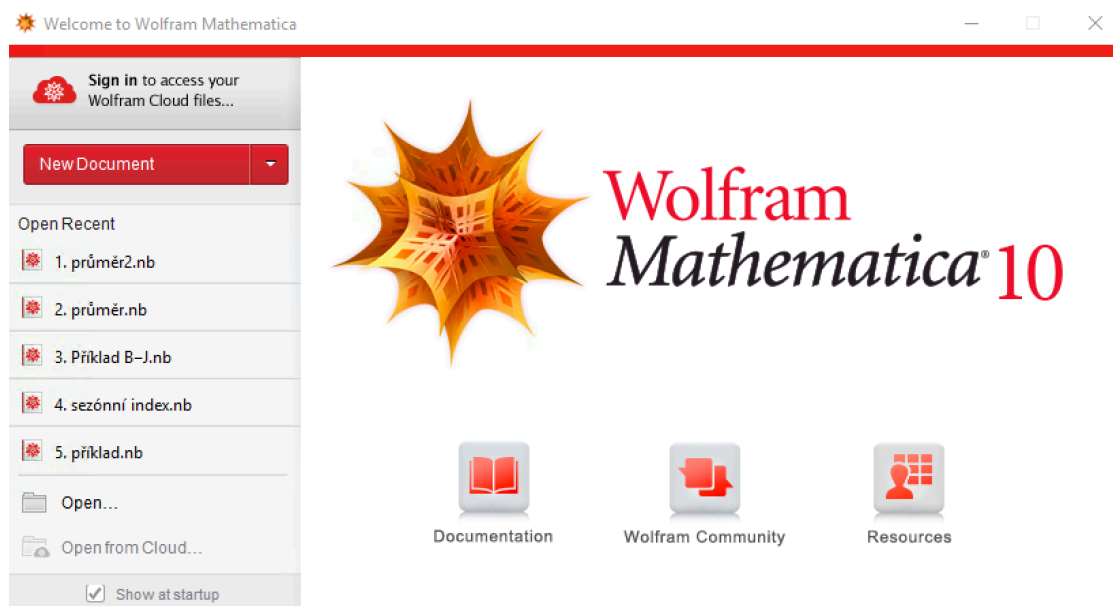 Welcome to Wolfram Mathematica
Sign in to access your
Wolfram Cloud files...
New Document
Open Recent
1. průměr2.nb
2. průměr.nb
3. Příklad B–J.nb
4. sezónní index.nb
5. příklad.nb
Open...
Open from Cloud...
Show at startup
Wolfram
Mathematica® 10
Documentation
Wolfram Community
Resources